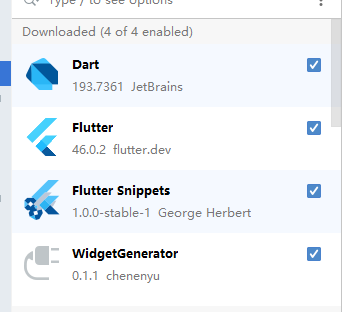 Type / to see options
Downloaded (4 of 4 enabled)
Dart
193.7361 JetBrains
Flutter
46.0.2 flutter.dev
Flutter Snippets
1.0.0-stable-1 George Herbert
WidgetGenerator
0.1.1 chenenyu